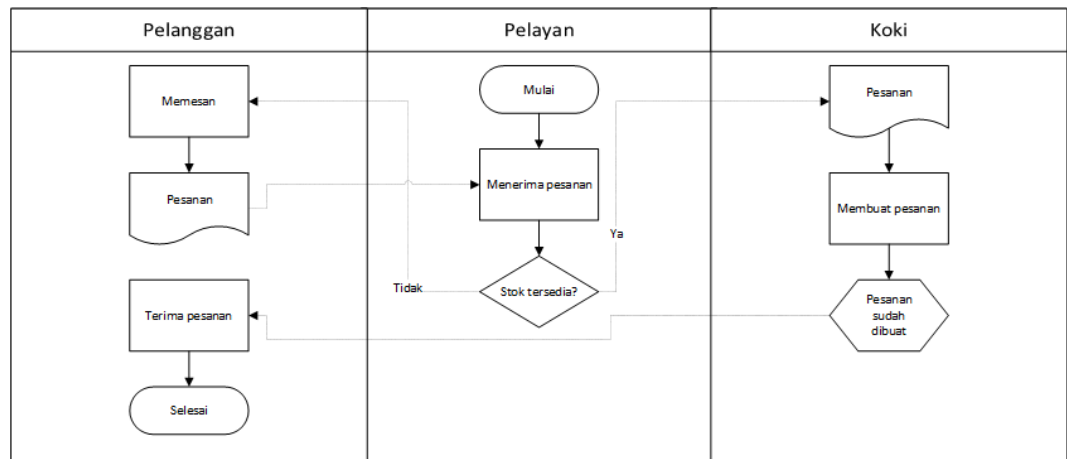 Pelanggan
Pelayan
Koki
Memesan
Pesanan
Terima pesanan
Selesai
Mulai
Menerima pesanan
Stok tersedia?
Tidak
Ya
Pesanan
Membuat pesanan
Pesanan
sudah
dibuat